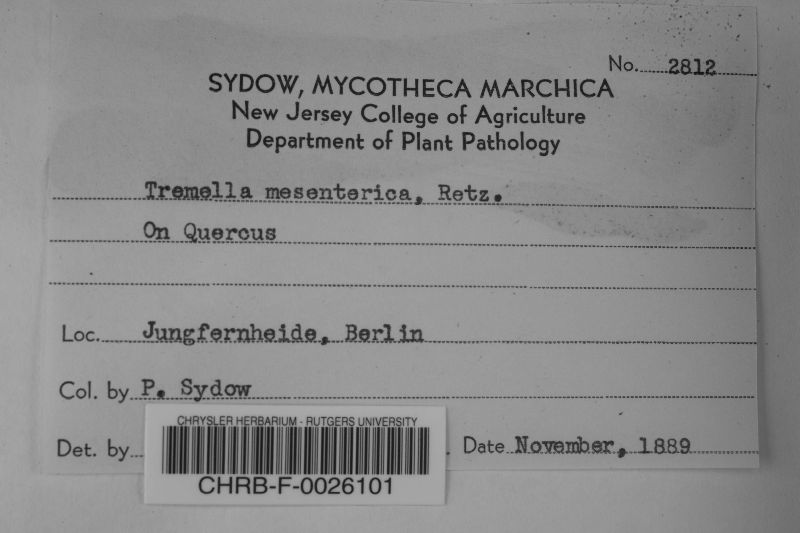 No. 2812
SYDOW, MYCOTHECA MARCHICA
New Jersey College of Agriculture
Department of Plant Pathology
Tremella mesenterica, Retz.
On Quercus
Loc. Jungfernheide, Berlin
Col. by P. Sydow
CHRYSLER HERBARIUM - RUTGERS UNIVERSITY
Det. by Date November, 1889
CHRB-F-0026101